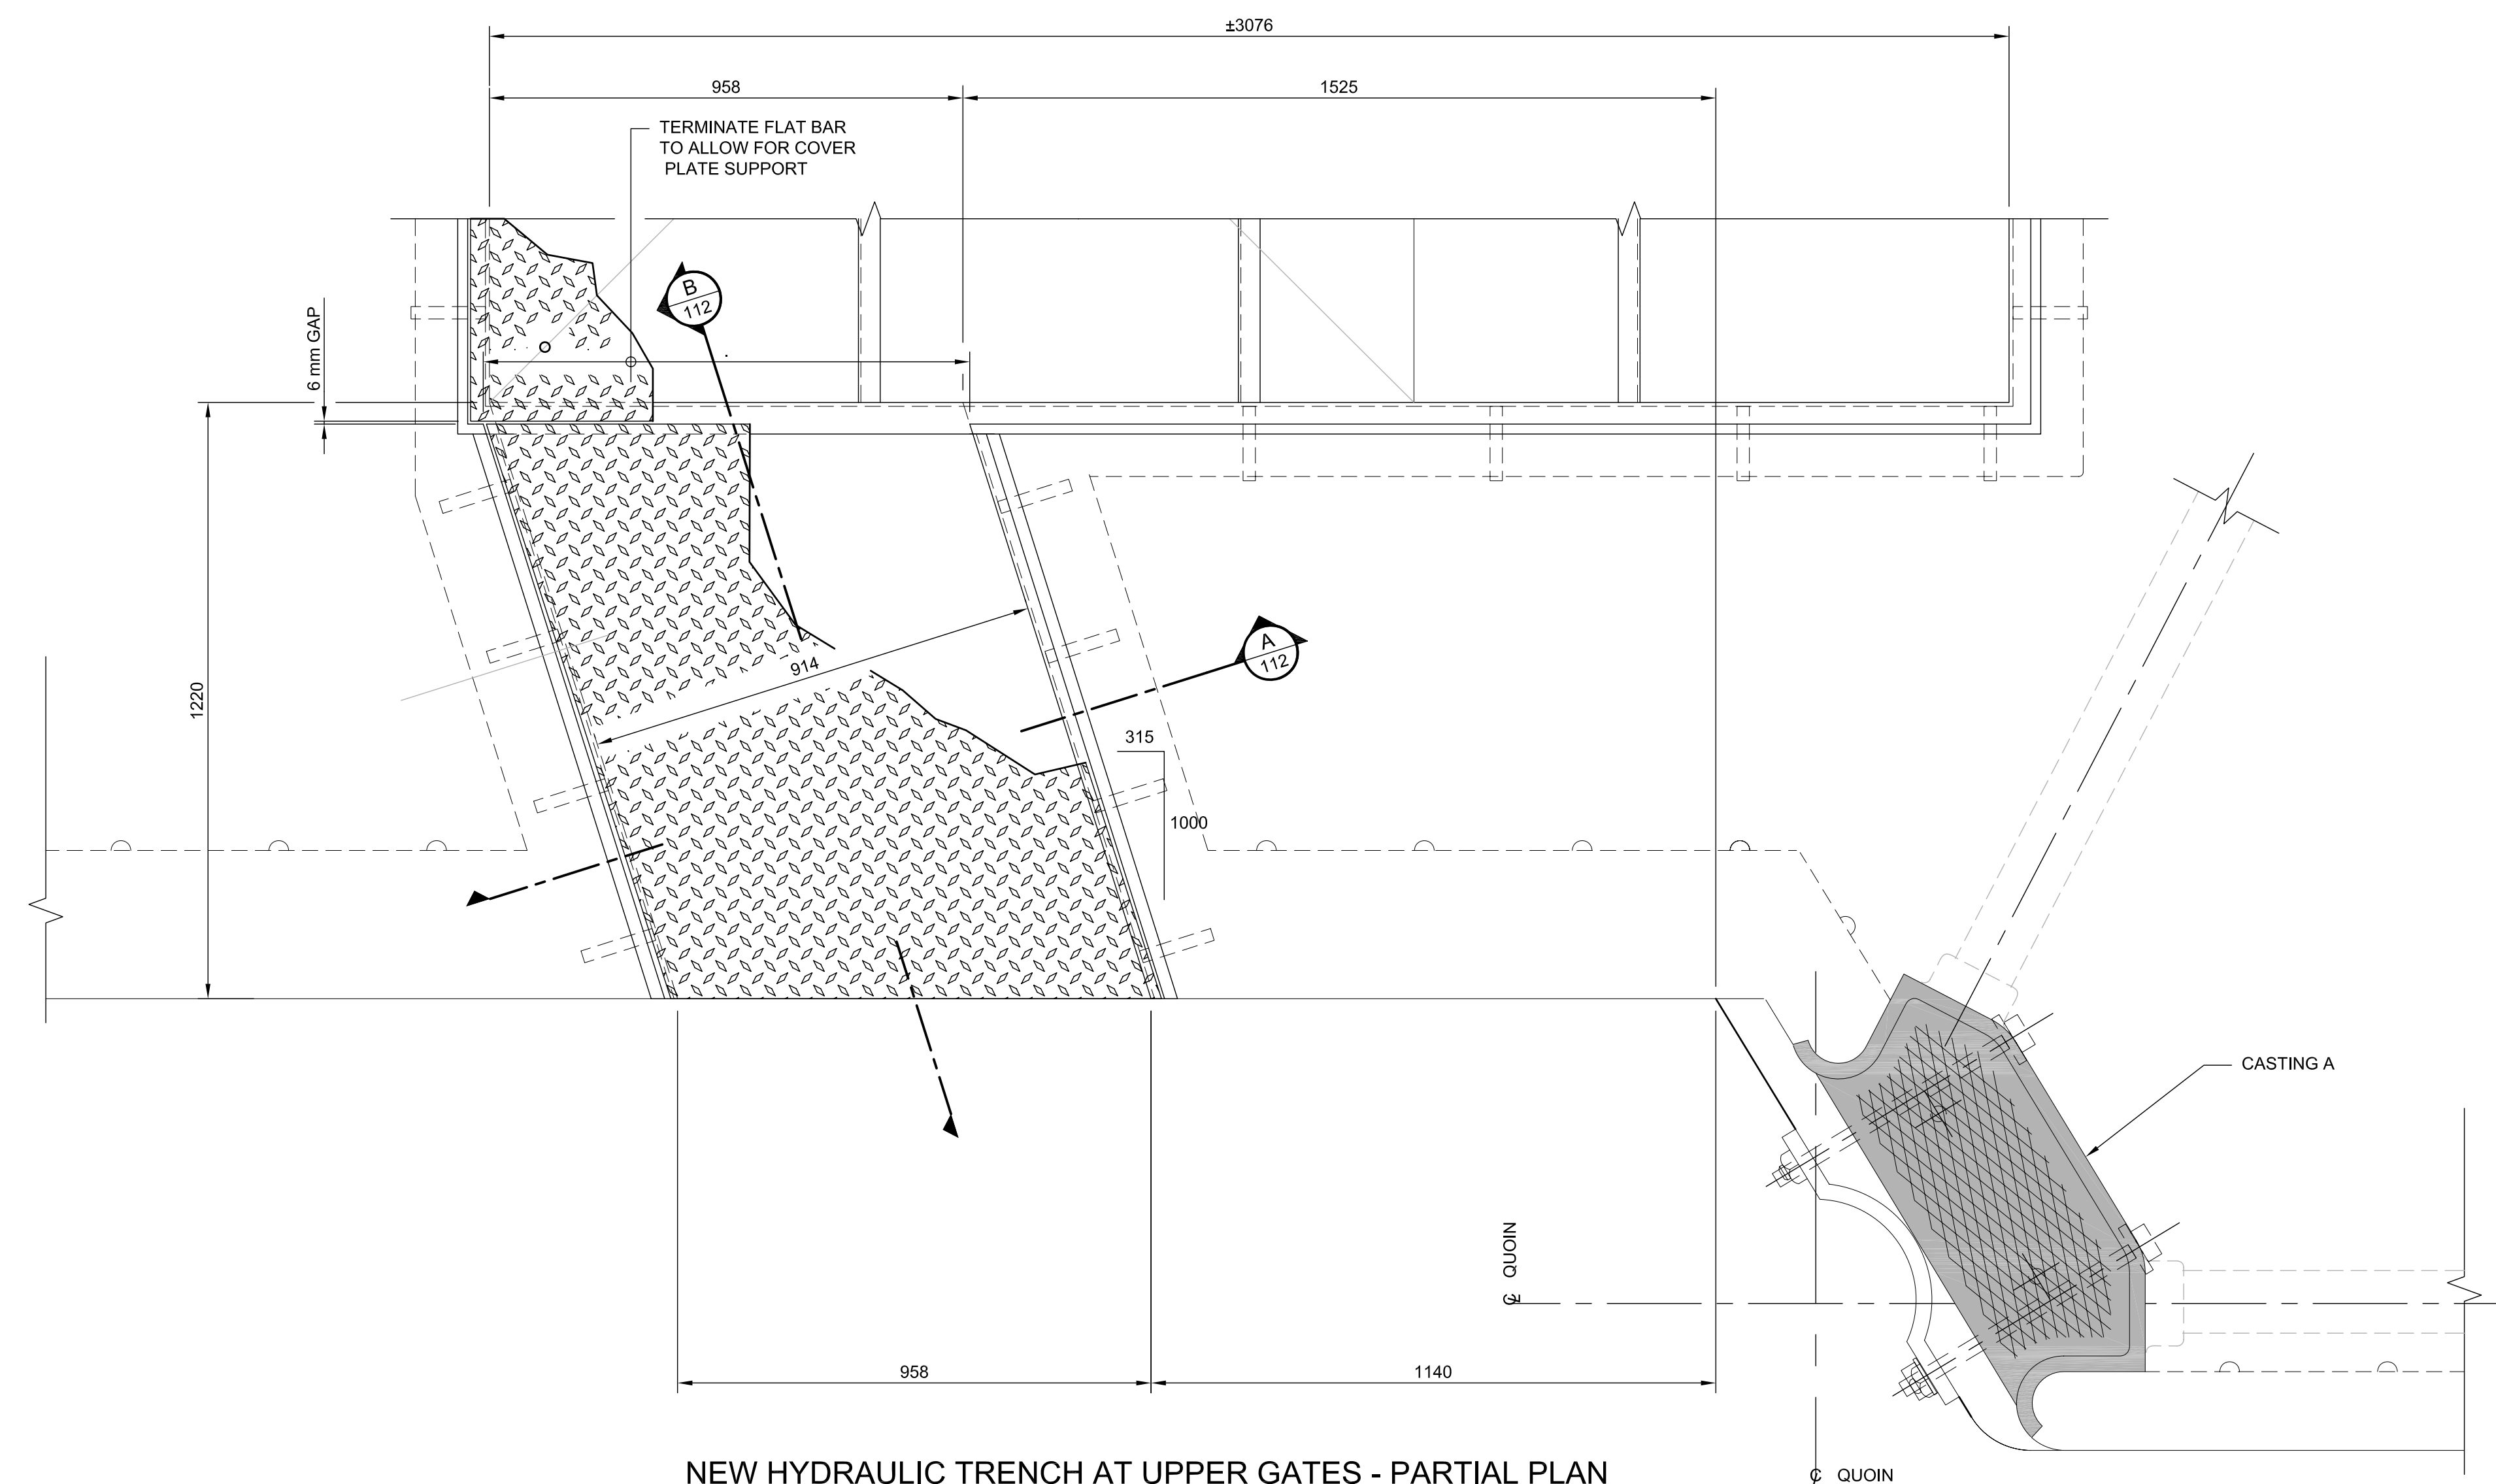 ±3076
958
1525
TERMINATE FLAT BAR
TO ALLOW FOR COVER
PLATE SUPPORT
B
112
6 mm GAP
A
112
914
1220
315
1000
CASTING A
℄ QUOIN
958
1140
NEW HYDRAULIC TRENCH AT UPPER GATES - PARTIAL PLAN
℄ QUOIN